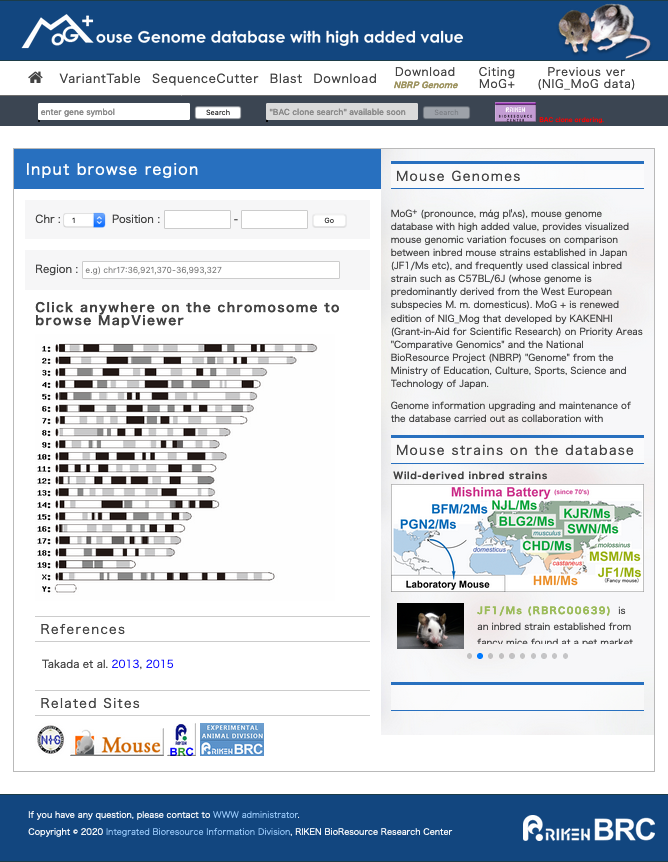 MoG+ ouse Genome database with high added value
VariantTable SequenceCutter Blast Download Download NBRP Genome Citing MoG+ Previous ver (NIG_MoG data)
enter gene symbol Search "BAC clone search" available soon Search RIKEN BIORESOURCE CENTER
Input browse region
Chr : 1 Position : - Go
Region : e.g) chr17:36,921,370-36,993,327
Click anywhere on the chromosome to
browse MapViewer
1:
2:
3:
4:
5:
6:
7:
8:
9:
10:
11:
12:
13:
14:
15:
16:
17:
18:
19:
X:
Y:
References
Takada et al. 2013, 2015
Related Sites
NIG Mouse RIKEN BRC EXPERIMENTAL ANIMAL DIVISION RIKEN BRC
Mouse Genomes
MoG+ (pronounce, mάg plˈʌs), mouse genome
database with high added value, provides visualized
mouse genomic variation focuses on comparison
between inbred mouse strains established in Japan
(JF1/Ms etc), and frequently used classical inbred
strain such as C57BL/6J (whose genome is
predominantly derived from the West European
subspecies M. m. domesticus). MoG + is renewed
edition of NIG_Mog that developed by KAKENHI
(Grant-in-Aid for Scientific Research) on Priority Areas
"Comparative Genomics" and the National
BioResource Project (NBRP) "Genome" from the
Ministry of Education, Culture, Sports, Science and
Technology of Japan.
Genome information upgrading and maintenance of
the database carried out as collaboration with
Mouse strains on the database
Wild-derived inbred strains
Mishima Battery (since 70's)
BFM/2Ms NJL/Ms KJR/Ms
PGN2/Ms BLG2/Ms SWN/Ms
musculus
domesticus CHD/Ms molossinus
castaneus MSM/Ms
Laboratory Mouse HMI/Ms JF1/Ms
(Fancy mouse)
JF1/Ms (RBRC00639) is
an inbred strain established from
fancy mice found at a pet market
If you have any question, please contact to WWW administrator.
Copyright © 2020 Integrated Bioresource Information Division, RIKEN BioResource Research Center
RIKEN BRC